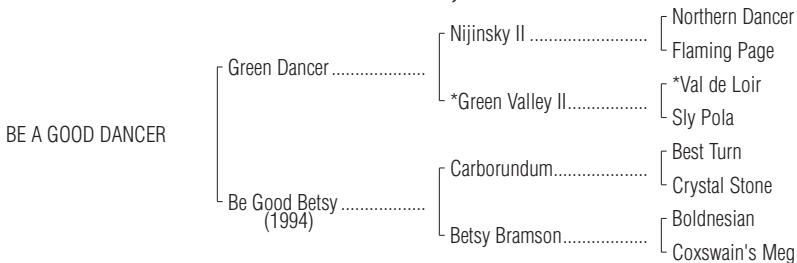 Northern Dancer
Nijinsky II ..........................
Flaming Page
Green Dancer.....................
*Val de Loir
*Green Valley II..................
Sly Pola
BE A GOOD DANCER
Best Turn
Carborundum.....................
Crystal Stone
Be Good Betsy ...................
(1994)
Boldnesian
Betsy Bramson...................
Coxswain's Meg